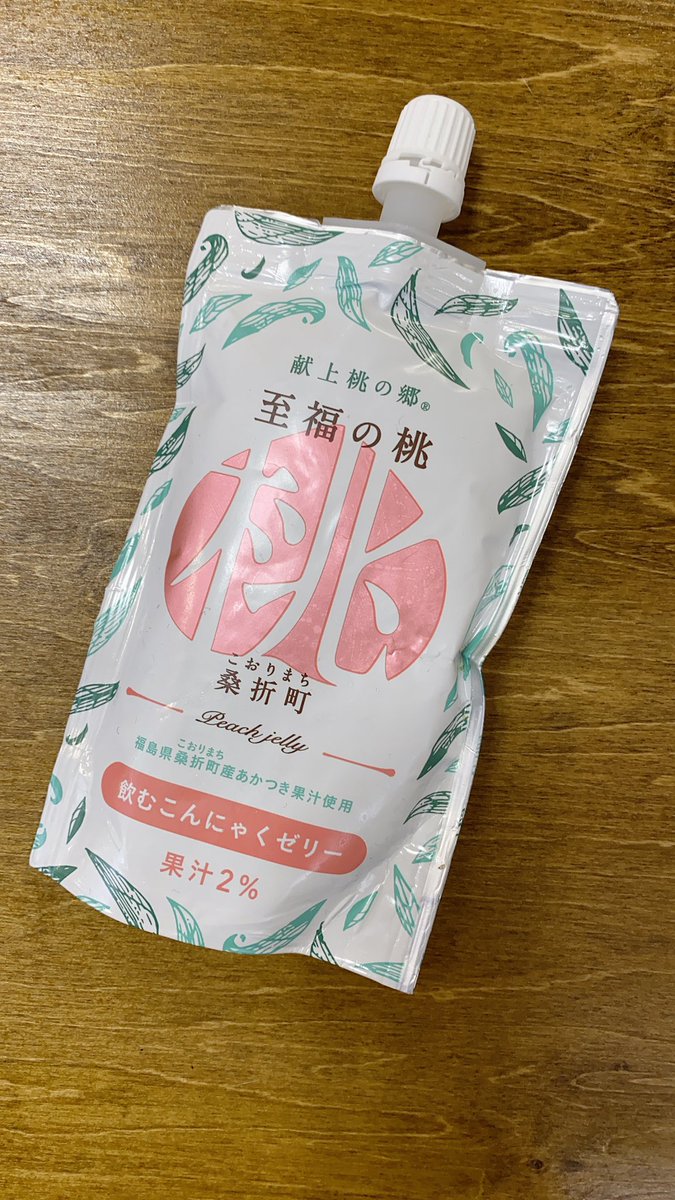 献上桃の郷®
至福の桃
桃
こおりまち
桑折町
Peach jelly
こおりまち
福島県桑折町産あかつき果汁使用
飲むこんにゃくゼリー
果汁2%